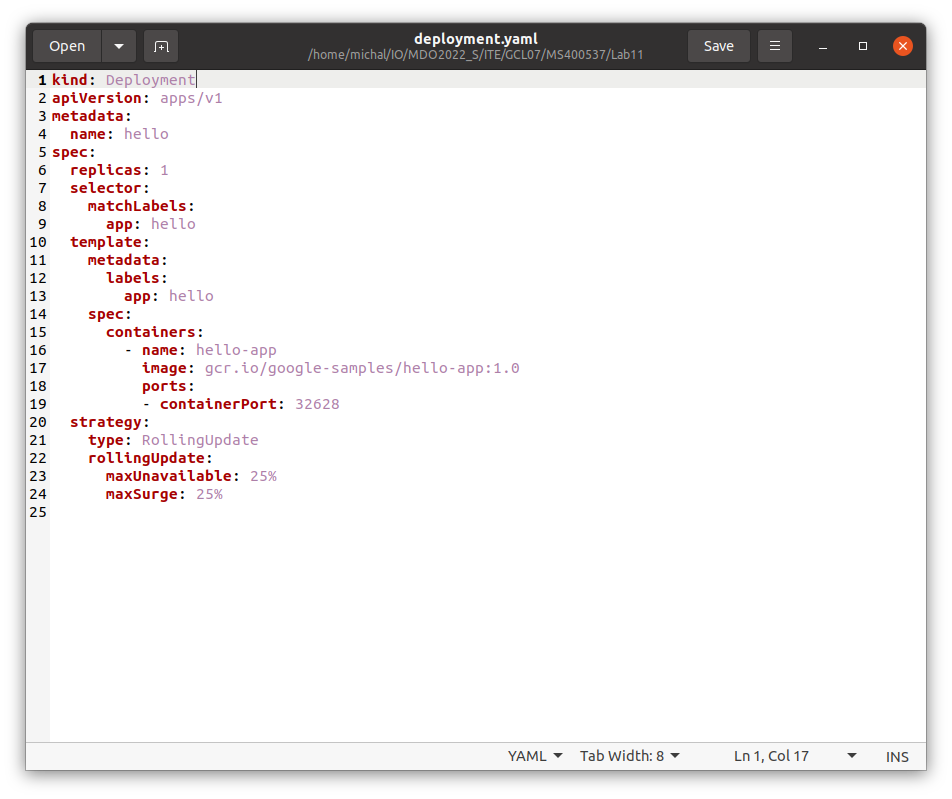 Open
deployment.yaml
/home/michal/IO/MDO2022_S/ITE/GCL07/MS400537/Lab11
Save
1 kind: Deployment
2 apiVersion: apps/v1
3 metadata:
4   name: hello
5 spec:
6   replicas: 1
7   selector:
8     matchLabels:
9       app: hello
10   template:
11     metadata:
12       labels:
13         app: hello
14     spec:
15       containers:
16         - name: hello-app
17           image: gcr.io/google-samples/hello-app:1.0
18           ports:
19           - containerPort: 32628
20   strategy:
21     type: RollingUpdate
22     rollingUpdate:
23       maxUnavailable: 25%
24       maxSurge: 25%
25
YAML Tab Width: 8 Ln 1, Col 17 INS